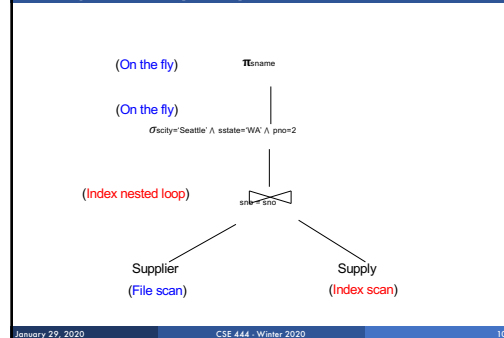 (On the fly) πsname
(On the fly)
σscity='Seattle' ∧ sstate='WA' ∧ pno=2
(Index nested loop) sno = sno
Supplier Supply
(File scan) (Index scan)
January 29, 2020 CSE 444 - Winter 2020 10